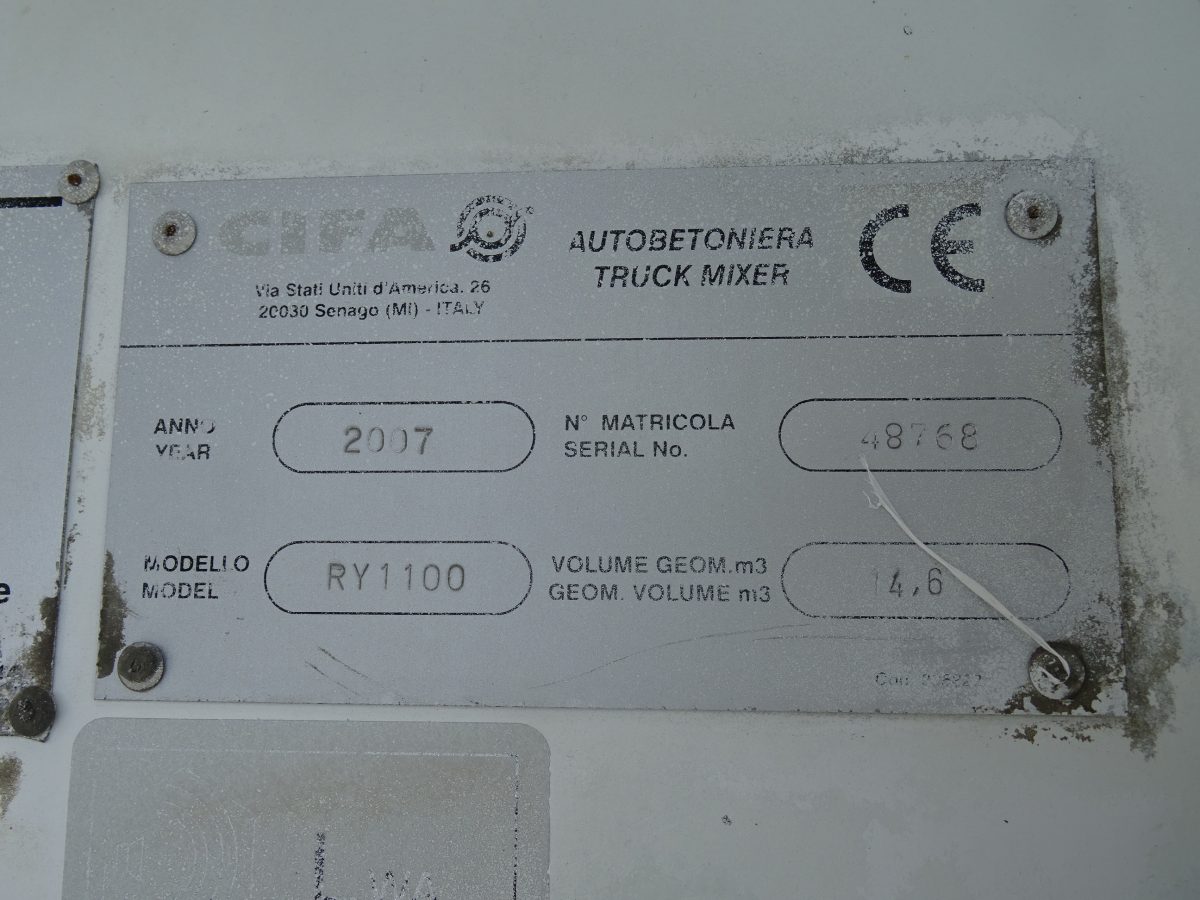 CIFA
Via Stati Uniti d'America, 26
20030 Senago (MI) - ITALY
AUTOBETONIERA
TRUCK MIXER
CE
ANNO
YEAR
2007
N° MATRICOLA
SERIAL No.
48768
MODELLO
MODEL
RY1100
VOLUME GEOM.m3
GEOM. VOLUME m3
14,6
e
L WA